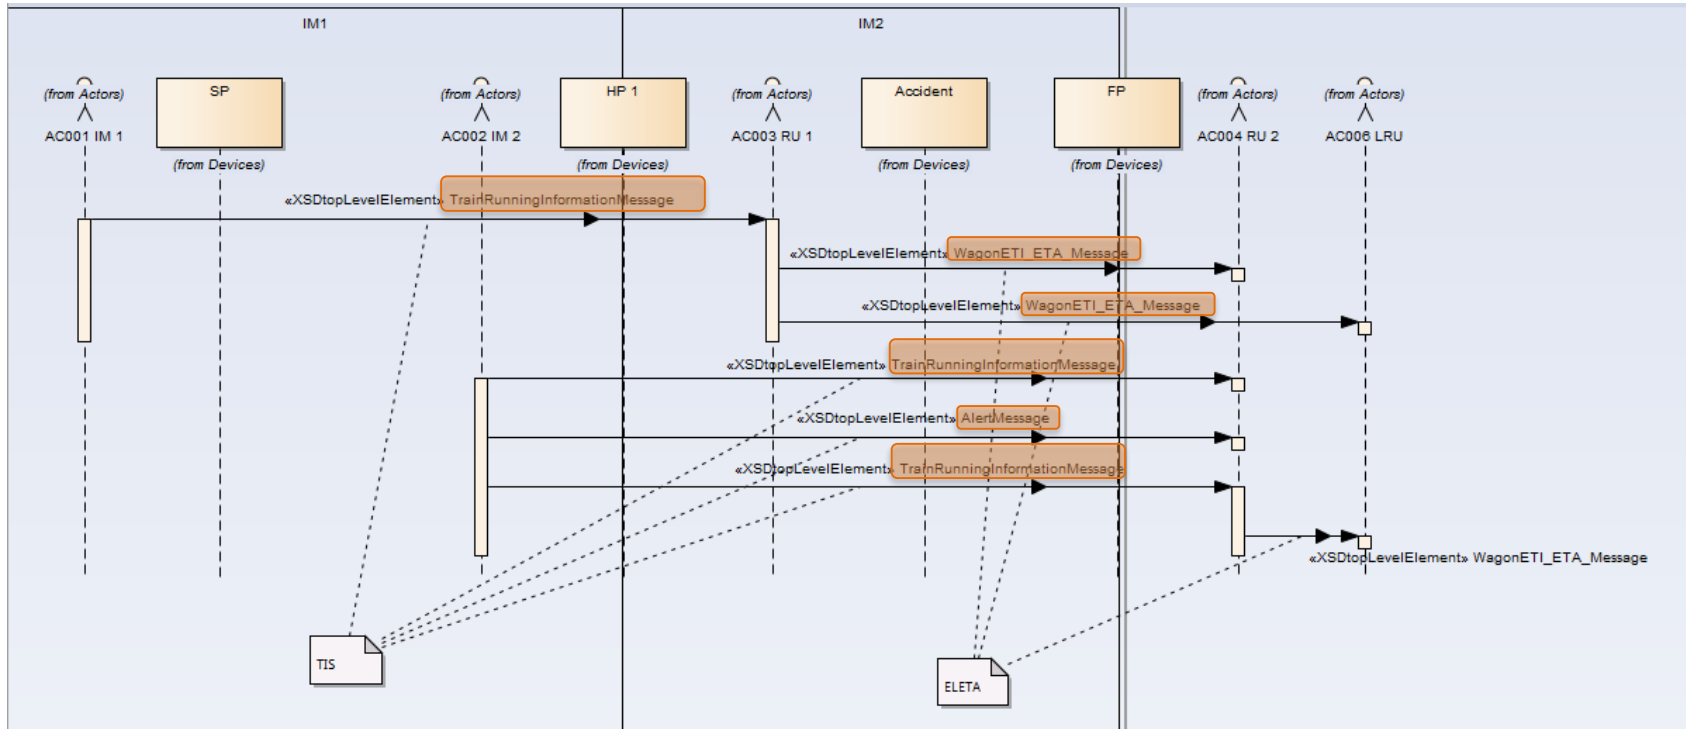 IM1
IM2
(from Actors)
AC001 IM 1
SP
(from Devices)
(from Actors)
AC002 IM 2
HP 1
(from Devices)
(from Actors)
AC003 RU 1
Accident
(from Devices)
FP
(from Devices)
(from Actors)
AC004 RU 2
(from Actors)
AC006 LRU
«XSDtopLevelElement» TrainRunningInformationMessage
«XSDtopLevelElement» WagonETI_ETA_Message
«XSDtopLevelElement» WagonETI_ETA_Message
«XSDtopLevelElement» TrainRunningInformationMessage
«XSDtopLevelElement» AlertMessage
«XSDtopLevelElement» TrainRunningInformationMessage
«XSDtopLevelElement» WagonETI_ETA_Message
TIS
ELETA